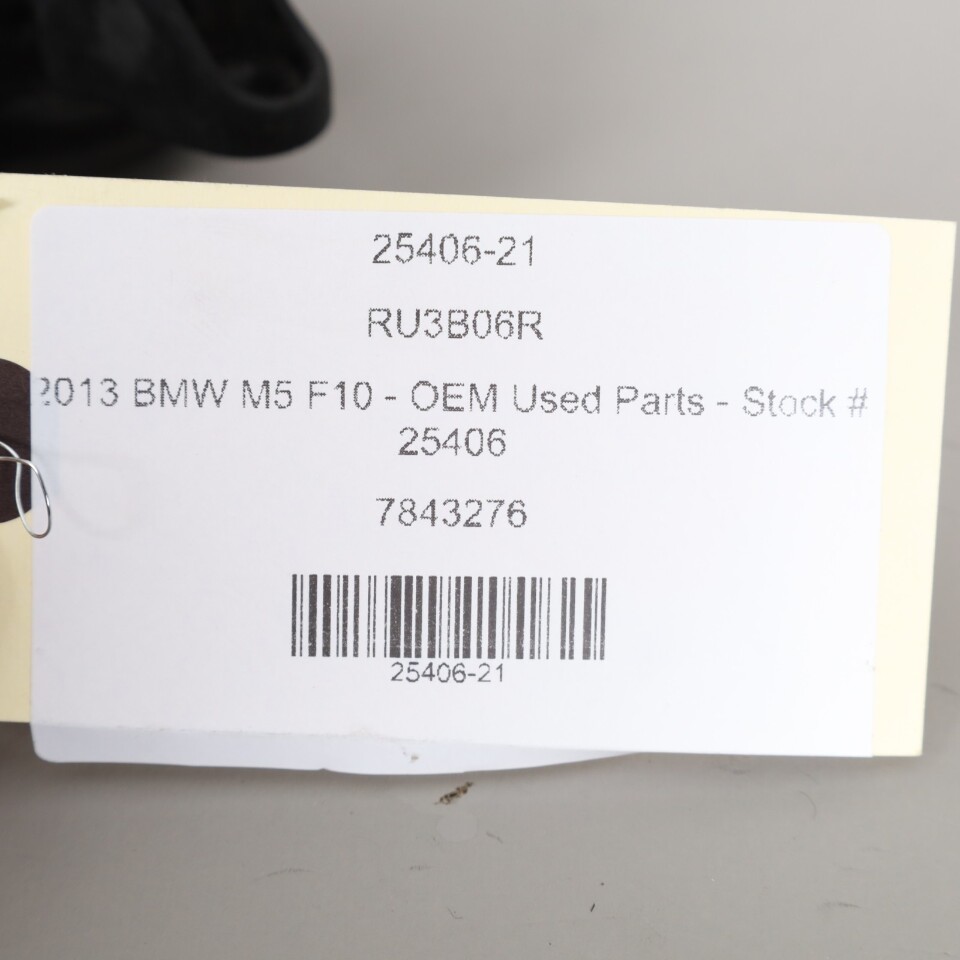 25406-21
RU3B06R
2013 BMW M5 F10 - OEM Used Parts - Stock #
25406
7843276
25406-21